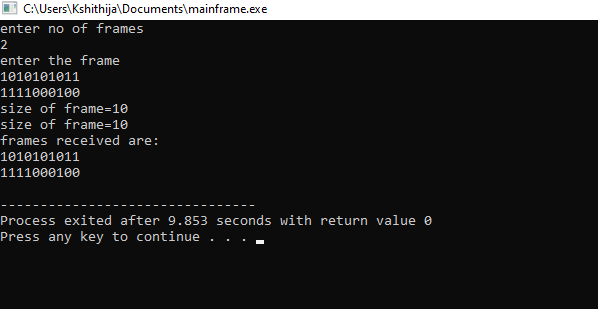 C:\Users\Kshithija\Documents\mainframe.exe
enter no of frames
2
enter the frame
1010101011
1111000100
size of frame=10
size of frame=10
frames received are:
1010101011
1111000100
--------------------------------
Process exited after 9.853 seconds with return value 0
Press any key to continue . . .